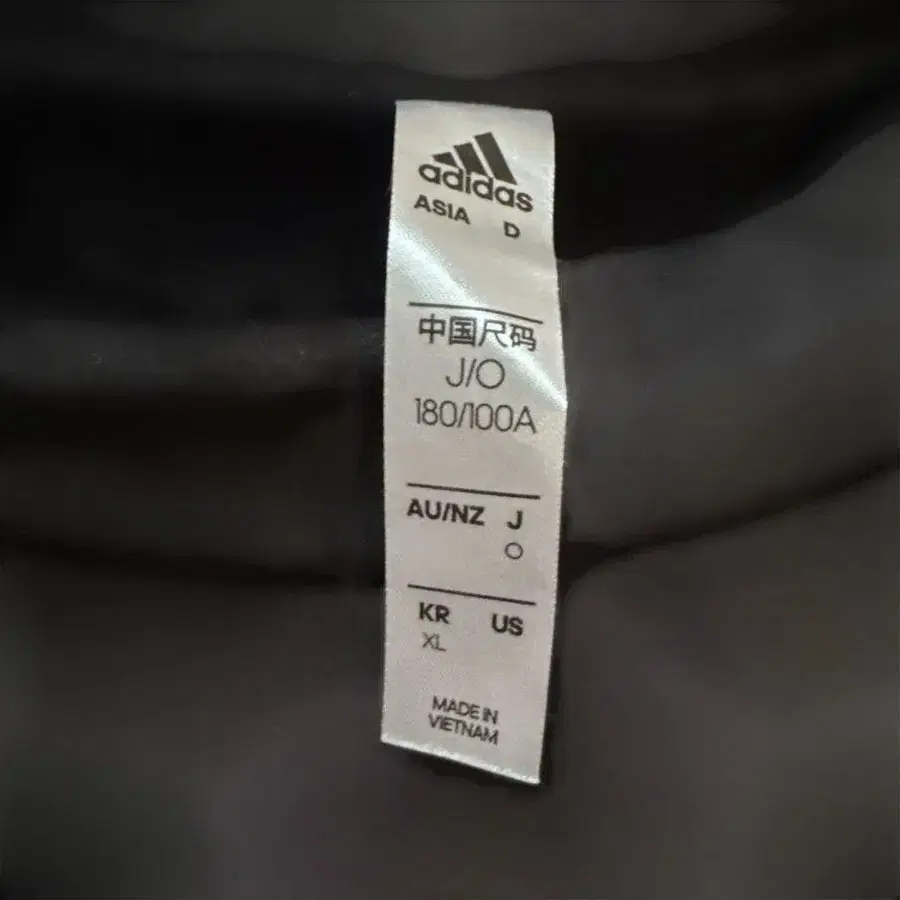 adidas
ASIA D
中国尺码
J/O
180/100A
AU/NZ J
O
KR US
XL
MADE IN
VIETNAM